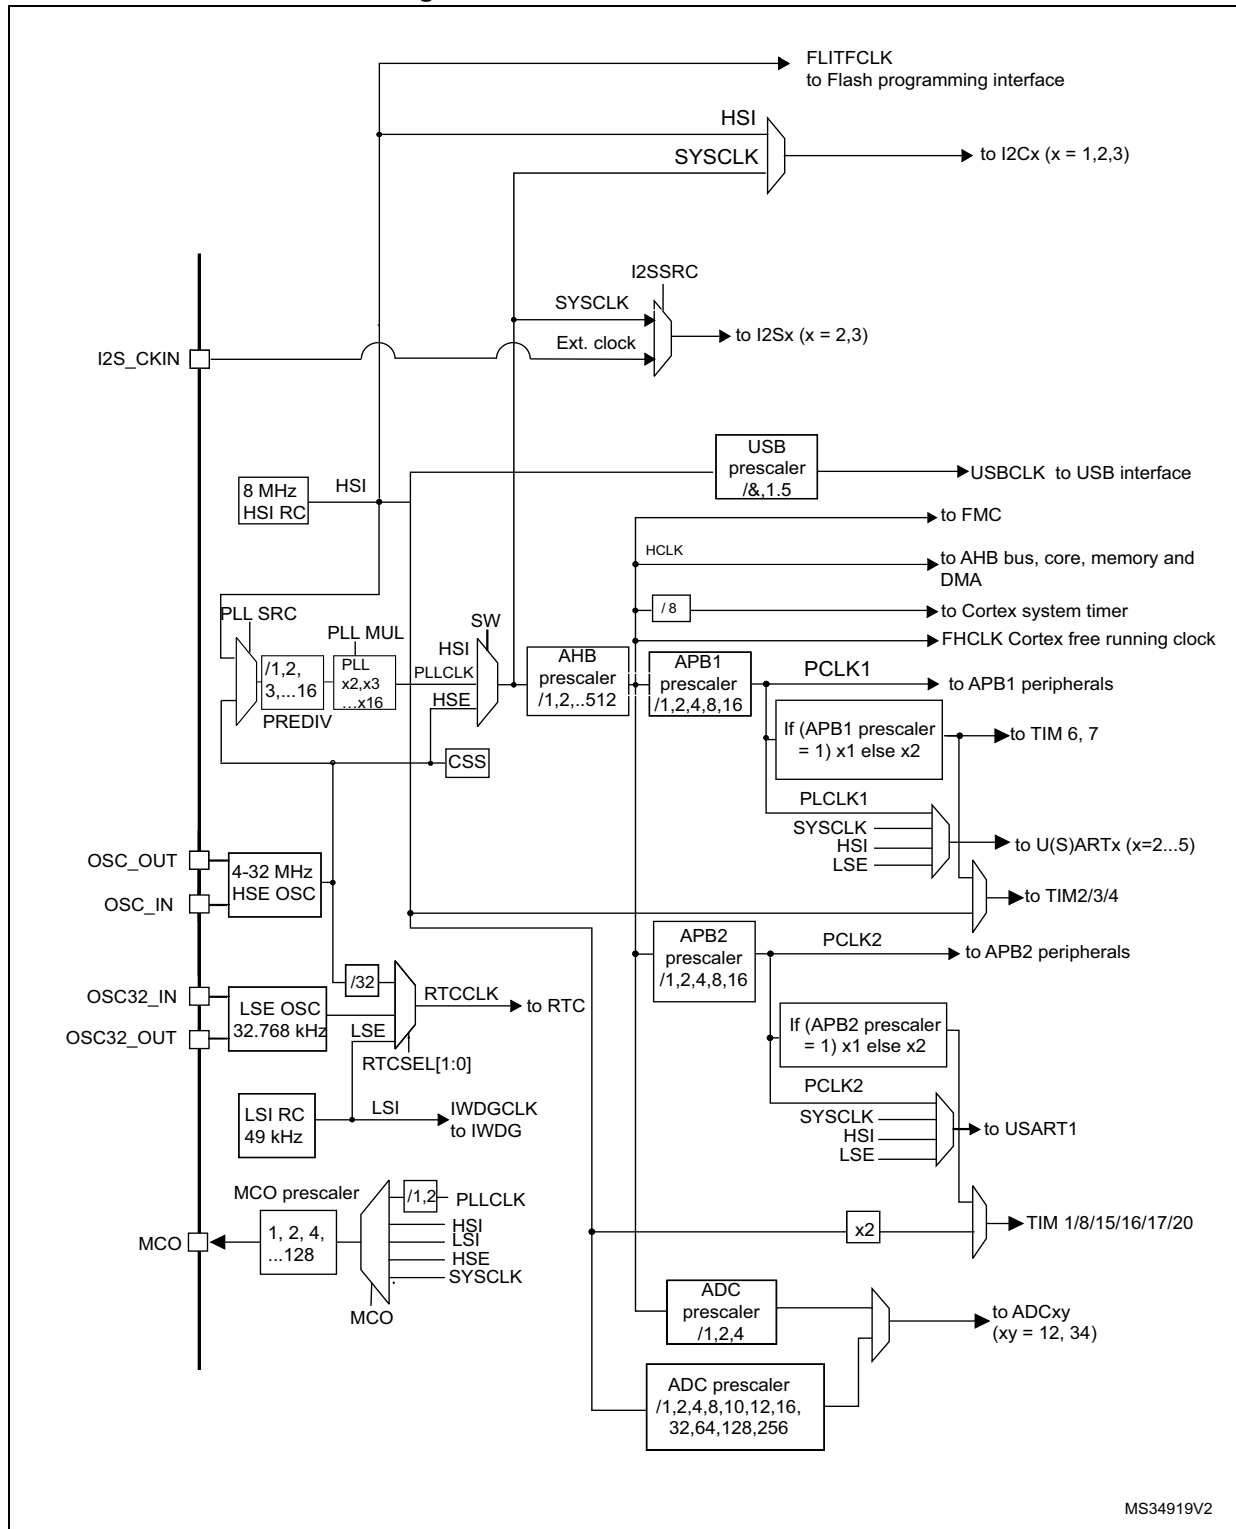 FLITFCLK
to Flash programming interface
HSI
SYSCLK
to I2Cx (x = 1,2,3)
I2SSRC
SYSCLK
to I2Sx (x = 2,3)
Ext. clock
I2S_CKIN
USB
prescaler
/&,1.5
USBCLK to USB interface
8 MHz
HSI RC
HSI
to FMC
HCLK
to AHB bus, core, memory and
DMA
/ 8
to Cortex system timer
FHCLK Cortex free running clock
PLL SRC
PLL MUL
SW
/1,2,
3,...16
PREDIV
PLL
x2,x3
...x16
HSI
PLLCLK
HSE
AHB
prescaler
/1,2,..512
APB1
prescaler
/1,2,4,8,16
PCLK1
to APB1 peripherals
If (APB1 prescaler
= 1) x1 else x2
to TIM 6, 7
CSS
PLCLK1
SYSCLK
HSI
LSE
to U(S)ARTx (x=2...5)
OSC_OUT
OSC_IN
4-32 MHz
HSE OSC
to TIM2/3/4
APB2
prescaler
/1,2,4,8,16
PCLK2
to APB2 peripherals
/32
OSC32_IN
OSC32_OUT
LSE OSC
32.768 kHz
LSE
RTCCLK
to RTC
RTCSEL[1:0]
If (APB2 prescaler
= 1) x1 else x2
PCLK2
SYSCLK
HSI
LSE
to USART1
LSI RC
49 kHz
LSI
IWDGCLK
to IWDG
MCO prescaler
/1,2
PLLCLK
HSI
LSI
HSE
SYSCLK
1, 2, 4,
...128
MCO
MCO
x2
TIM 1/8/15/16/17/20
ADC
prescaler
/1,2,4
to ADCxy
(xy = 12, 34)
ADC prescaler
/1,2,4,8,10,12,16,
32,64,128,256
MS34919V2